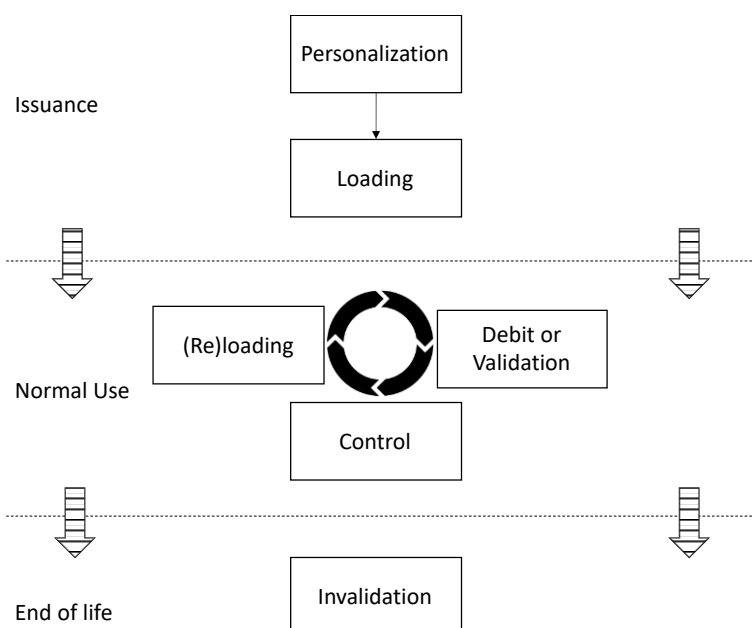 Personalization
Issuance
Loading
(Re)loading
Debit or
Validation
Normal Use
Control
Invalidation
End of life